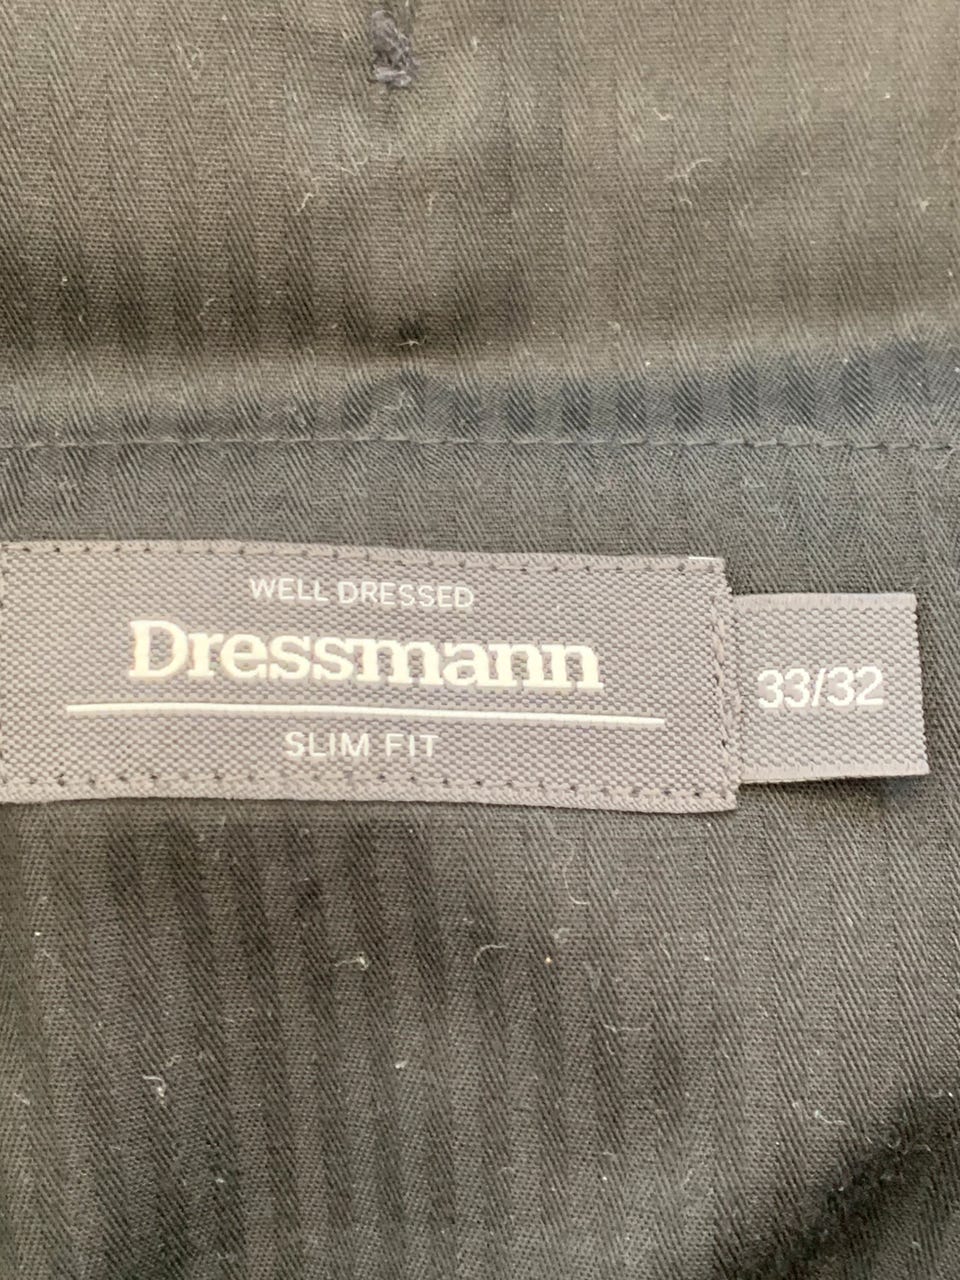 WELL DRESSED
Dressmann
SLIM FIT
33/32